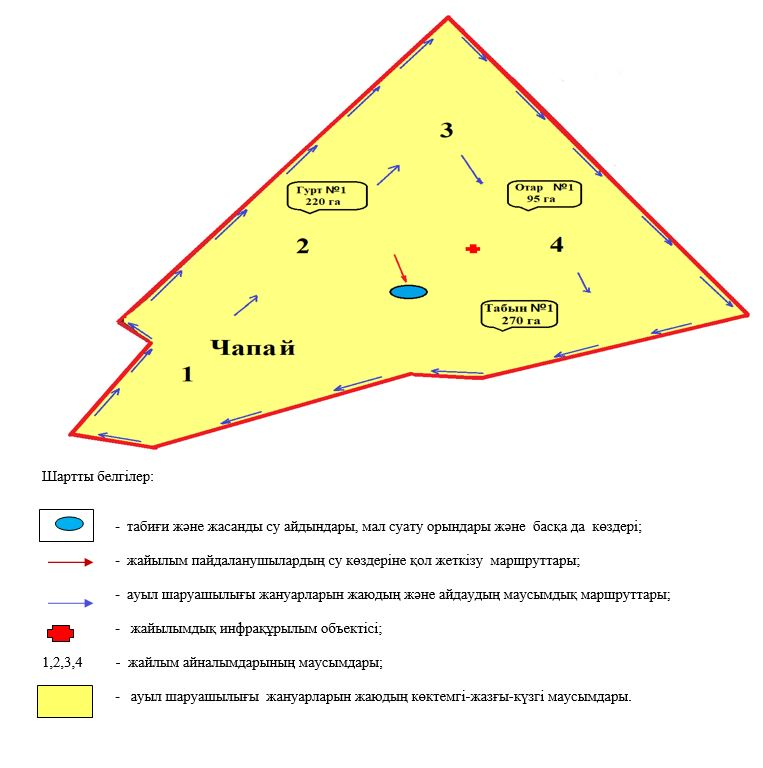 3
Гурт №1
220 га
Отар №1
95 га
2
4
Табын №1
270 га
Чапай
1
Шартты белгілер:
- табиғи және жасанды су айдындары, мал суату орындары және басқа да көздері;
- жайылым пайдаланушылардың су көздеріне қол жеткізу маршруттары;
- ауыл шаруашылығы жануарларын жаюдың және айдаудың маусымдық маршруттары;
- жайылымдық инфрақұрылым объектісі;
1,2,3,4 - жайлым айналымдарының маусымдары;
- ауыл шаруашылығы жануарларын жаюдың көктемгі-жазғы-күзгі маусымдары.